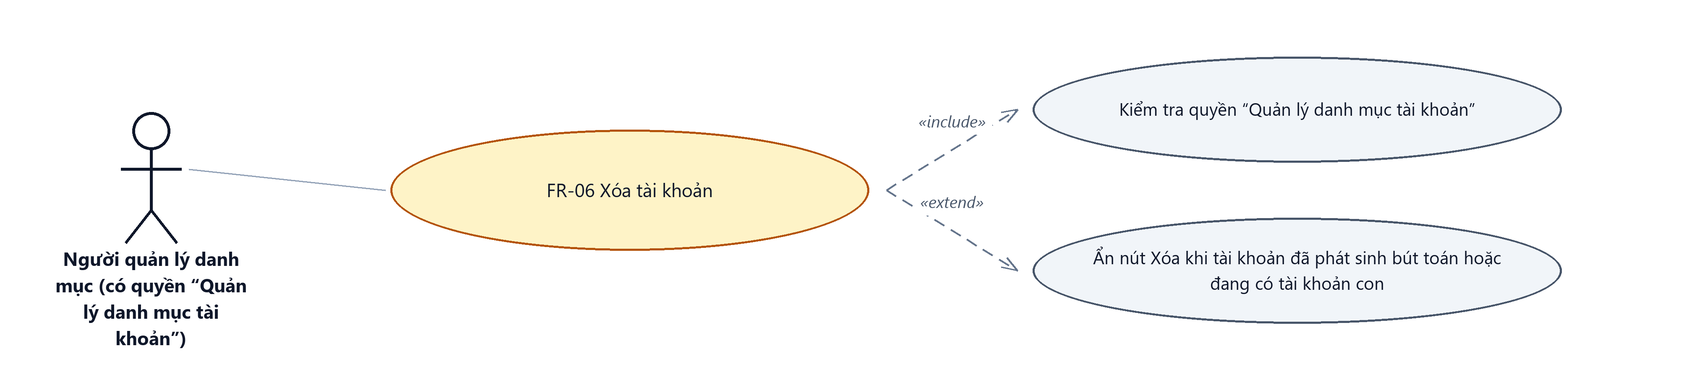 Người quản lý danh
mục (có quyền “Quản
lý danh mục tài
khoản”)
FR-06 Xóa tài khoản
«include»
«extend»
Kiểm tra quyền “Quản lý danh mục tài khoản”
Ẩn nút Xóa khi tài khoản đã phát sinh bút toán hoặc
đang có tài khoản con